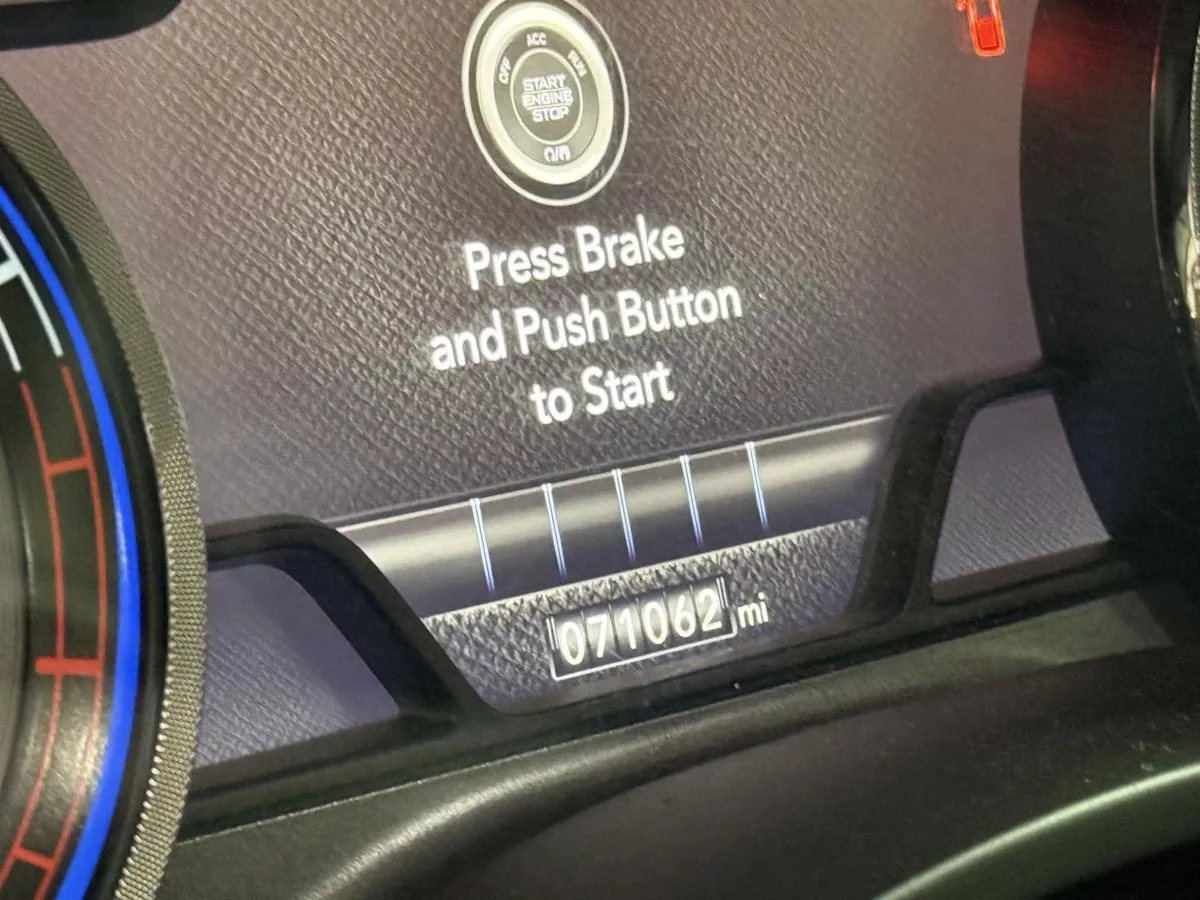 ACC
OFF
RUN
START
ENGINE
STOP
Press Brake
and Push Button
to Start
071062 mi